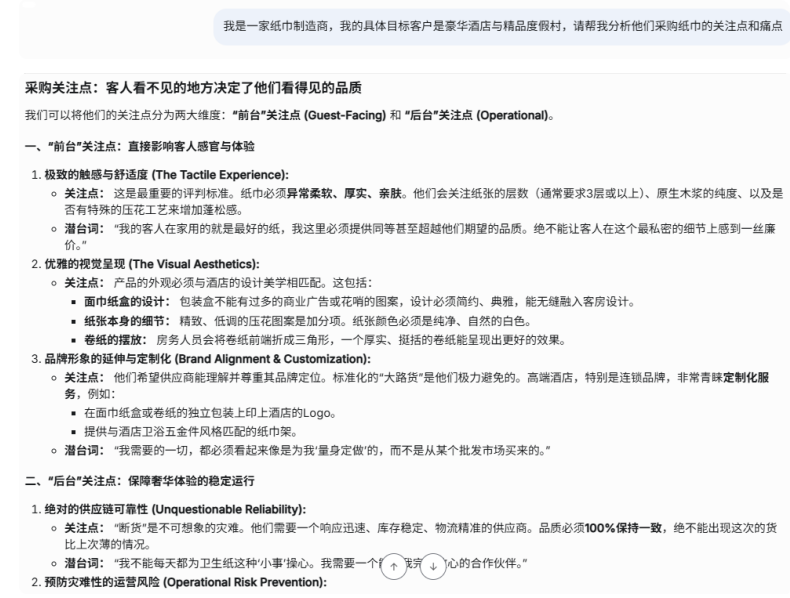 我是一家纸巾制造商，我的具体目标客户是豪华酒店与精品度假村，请帮我分析他们采购纸巾的关注点和痛点
采购关注点：客人看不见的地方决定了他们看得见的品质
我们可以将他们的关注点分为两大维度：“前台”关注点 (Guest-Facing) 和 “后台”关注点 (Operational)。
一、“前台”关注点：直接影响客人感官与体验
1. 极致的触感与舒适度 (The Tactile Experience):
关注点： 这是最重要的评判标准。纸巾必须异常柔软、厚实、亲肤。他们会关注纸张的层数（通常要求3层或以上）、原生木浆的纯度、以及是
否有特殊的压花工艺来增加蓬松感。
潜台词： “我的客人在家用的就是最好的纸，我这里必须提供同等甚至超越他们期望的品质。绝不能让客人在这个最私密的细节上感到一丝廉
价。”
2. 优雅的视觉呈现 (The Visual Aesthetics):
关注点： 产品的外观必须与酒店的设计美学相匹配。这包括：
面巾纸盒的设计： 包装盒不能有过多的商业广告或花哨的图案，设计必须简约、典雅，能无缝融入客房设计。
纸张本身的细节： 精致、低调的压花图案是加分项。纸张颜色必须是纯净、自然的白色。
卷纸的摆放： 房务人员会将卷纸前端折成三角形，一个厚实、挺括的卷纸能呈现出更好的效果。
3. 品牌形象的延伸与定制化 (Brand Alignment & Customization):
关注点： 他们希望供应商能理解并尊重其品牌定位。标准化的“大路货”是他们极力避免的。高端酒店，特别是连锁品牌，非常青睐定制化服
务，例如：
在面巾纸盒或卷纸的独立包装上印上酒店的Logo。
提供与酒店卫浴五金件风格匹配的纸巾架。
潜台词： “我需要的一切，都必须看起来像是为我‘量身定做’的，而不是从某个批发市场买来的。”
二、“后台”关注点：保障奢华体验的稳定运行
1. 绝对的供应链可靠性 (Unquestionable Reliability):
关注点： “断货”是不可想象的灾难。他们需要一个响应迅速、库存稳定、物流精准的供应商。品质必须100%保持一致，绝不能出现这次的货
比上次薄的情况。
潜台词： “我不能每天都为卫生纸这种‘小事’操心。我需要一个 我完 心的合作伙伴。”
2. 预防灾难性的运营风险 (Operational Risk Prevention):